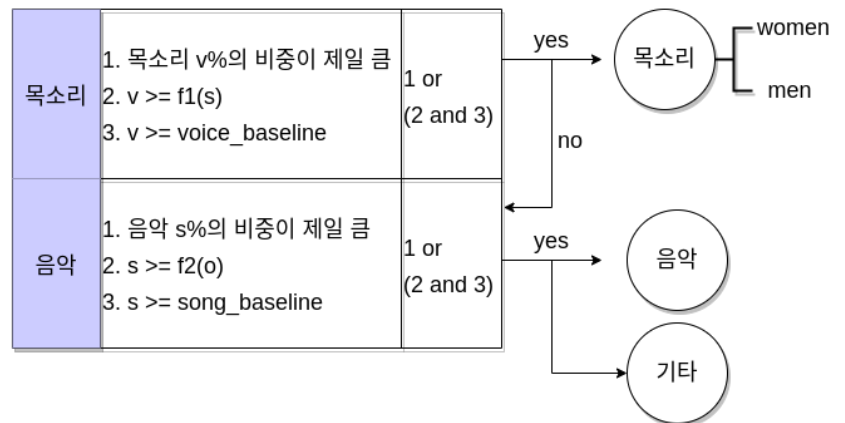 목소리
1. 목소리 v%의 비중이 제일 큼
2. v >= f1(s)
3. v >= voice_baseline
1 or
(2 and 3)
yes
no
목소리
women
men
음악
1. 음악 s%의 비중이 제일 큼
2. s >= f2(o)
3. s >= song_baseline
1 or
(2 and 3)
yes
음악
기타